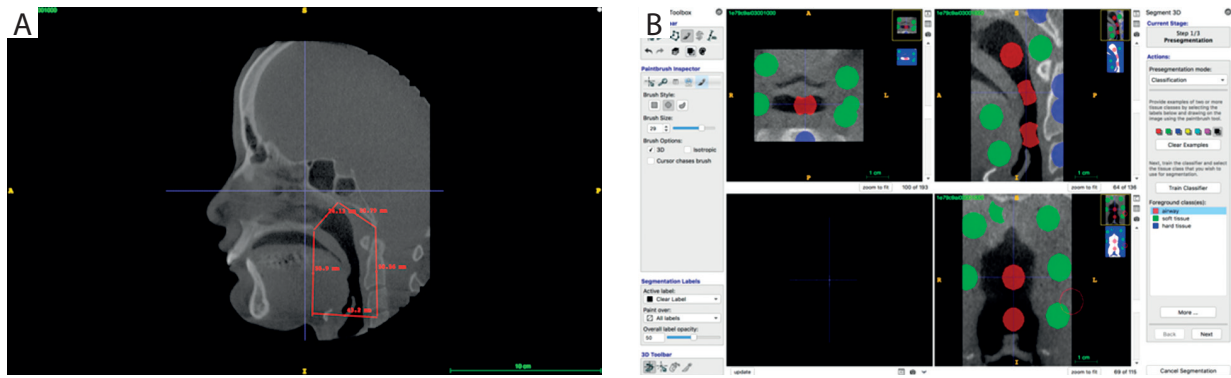 A
A
P
I
10 cm
B
Toolbox
Paintbrush Inspector
Brush Style:
Brush Size:
26
Brush Options:
3D
Isotropic
Cursor chases brush
Segmentation Labels
Active label:
Clear Label
Paint over:
All labels
Overall label opacity:
50
3D Toolbar
A
R
L
P
1 cm
zoom to fit
100 of 193
A
P
I
1 cm
zoom to fit
64 of 136
update
R
L
I
1 cm
zoom to fit
69 of 115
Segment 3D
Current Stage:
Step 1/3
Presegmentation
Actions:
Presegmentation mode:
Classification
Provide examples of two or more
tissue classes by selecting the
labels below and drawing on the
image using the paintbrush tool.
Clear Examples
Next, train the classifier and select
the tissue class that you wish to
use for segmentation.
Train Classifier
Foreground class(es):
airway
soft tissue
hard tissue
More ...
Back
Next
Cancel Segmentation